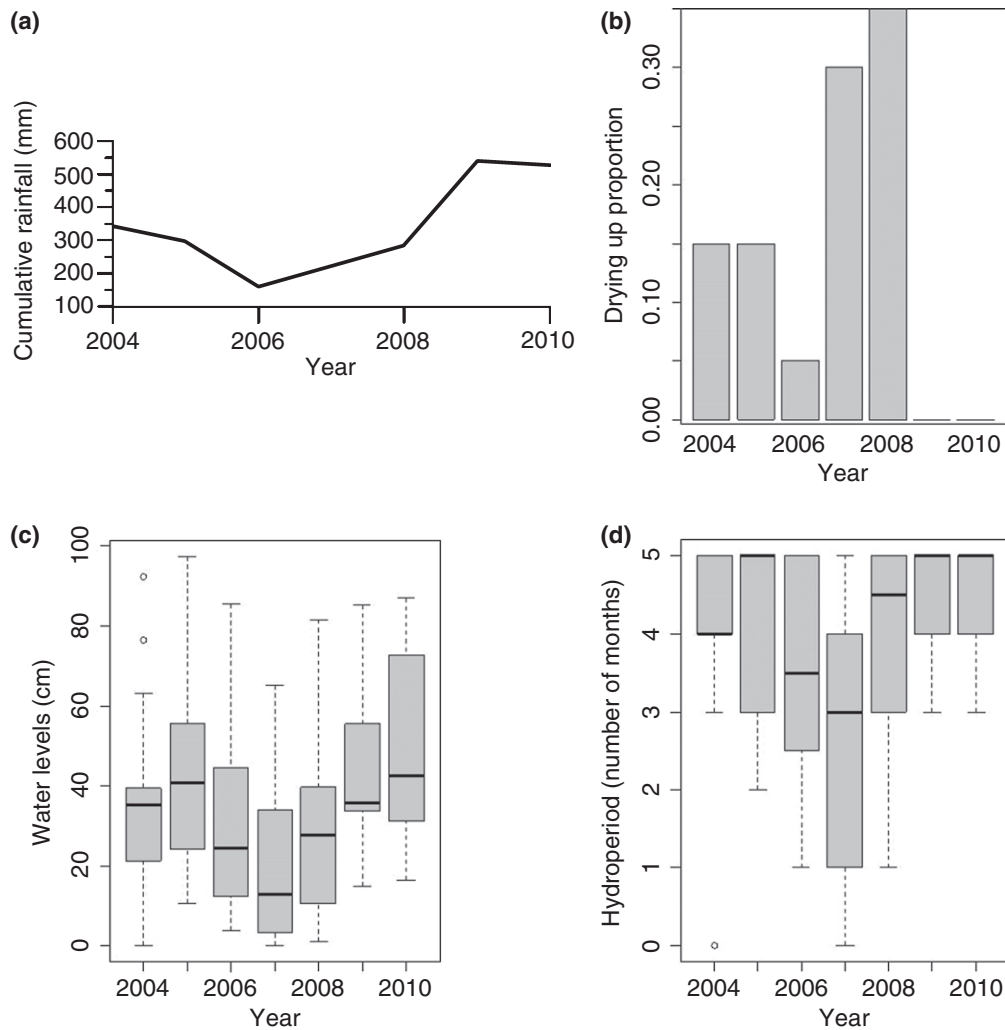 (a)
Cumulative rainfall (mm)
600
500
400
300
200
100
2004 2006 2008 2010
Year
(b)
Drying up proportion
0.30
0.20
0.10
0.00
2004 2006 2008 2010
Year
(c)
Water levels (cm)
100
80
60
40
20
0
2004 2006 2008 2010
Year
(d)
Hydroperiod (number of months)
5
4
3
2
1
0
2004 2006 2008 2010
Year